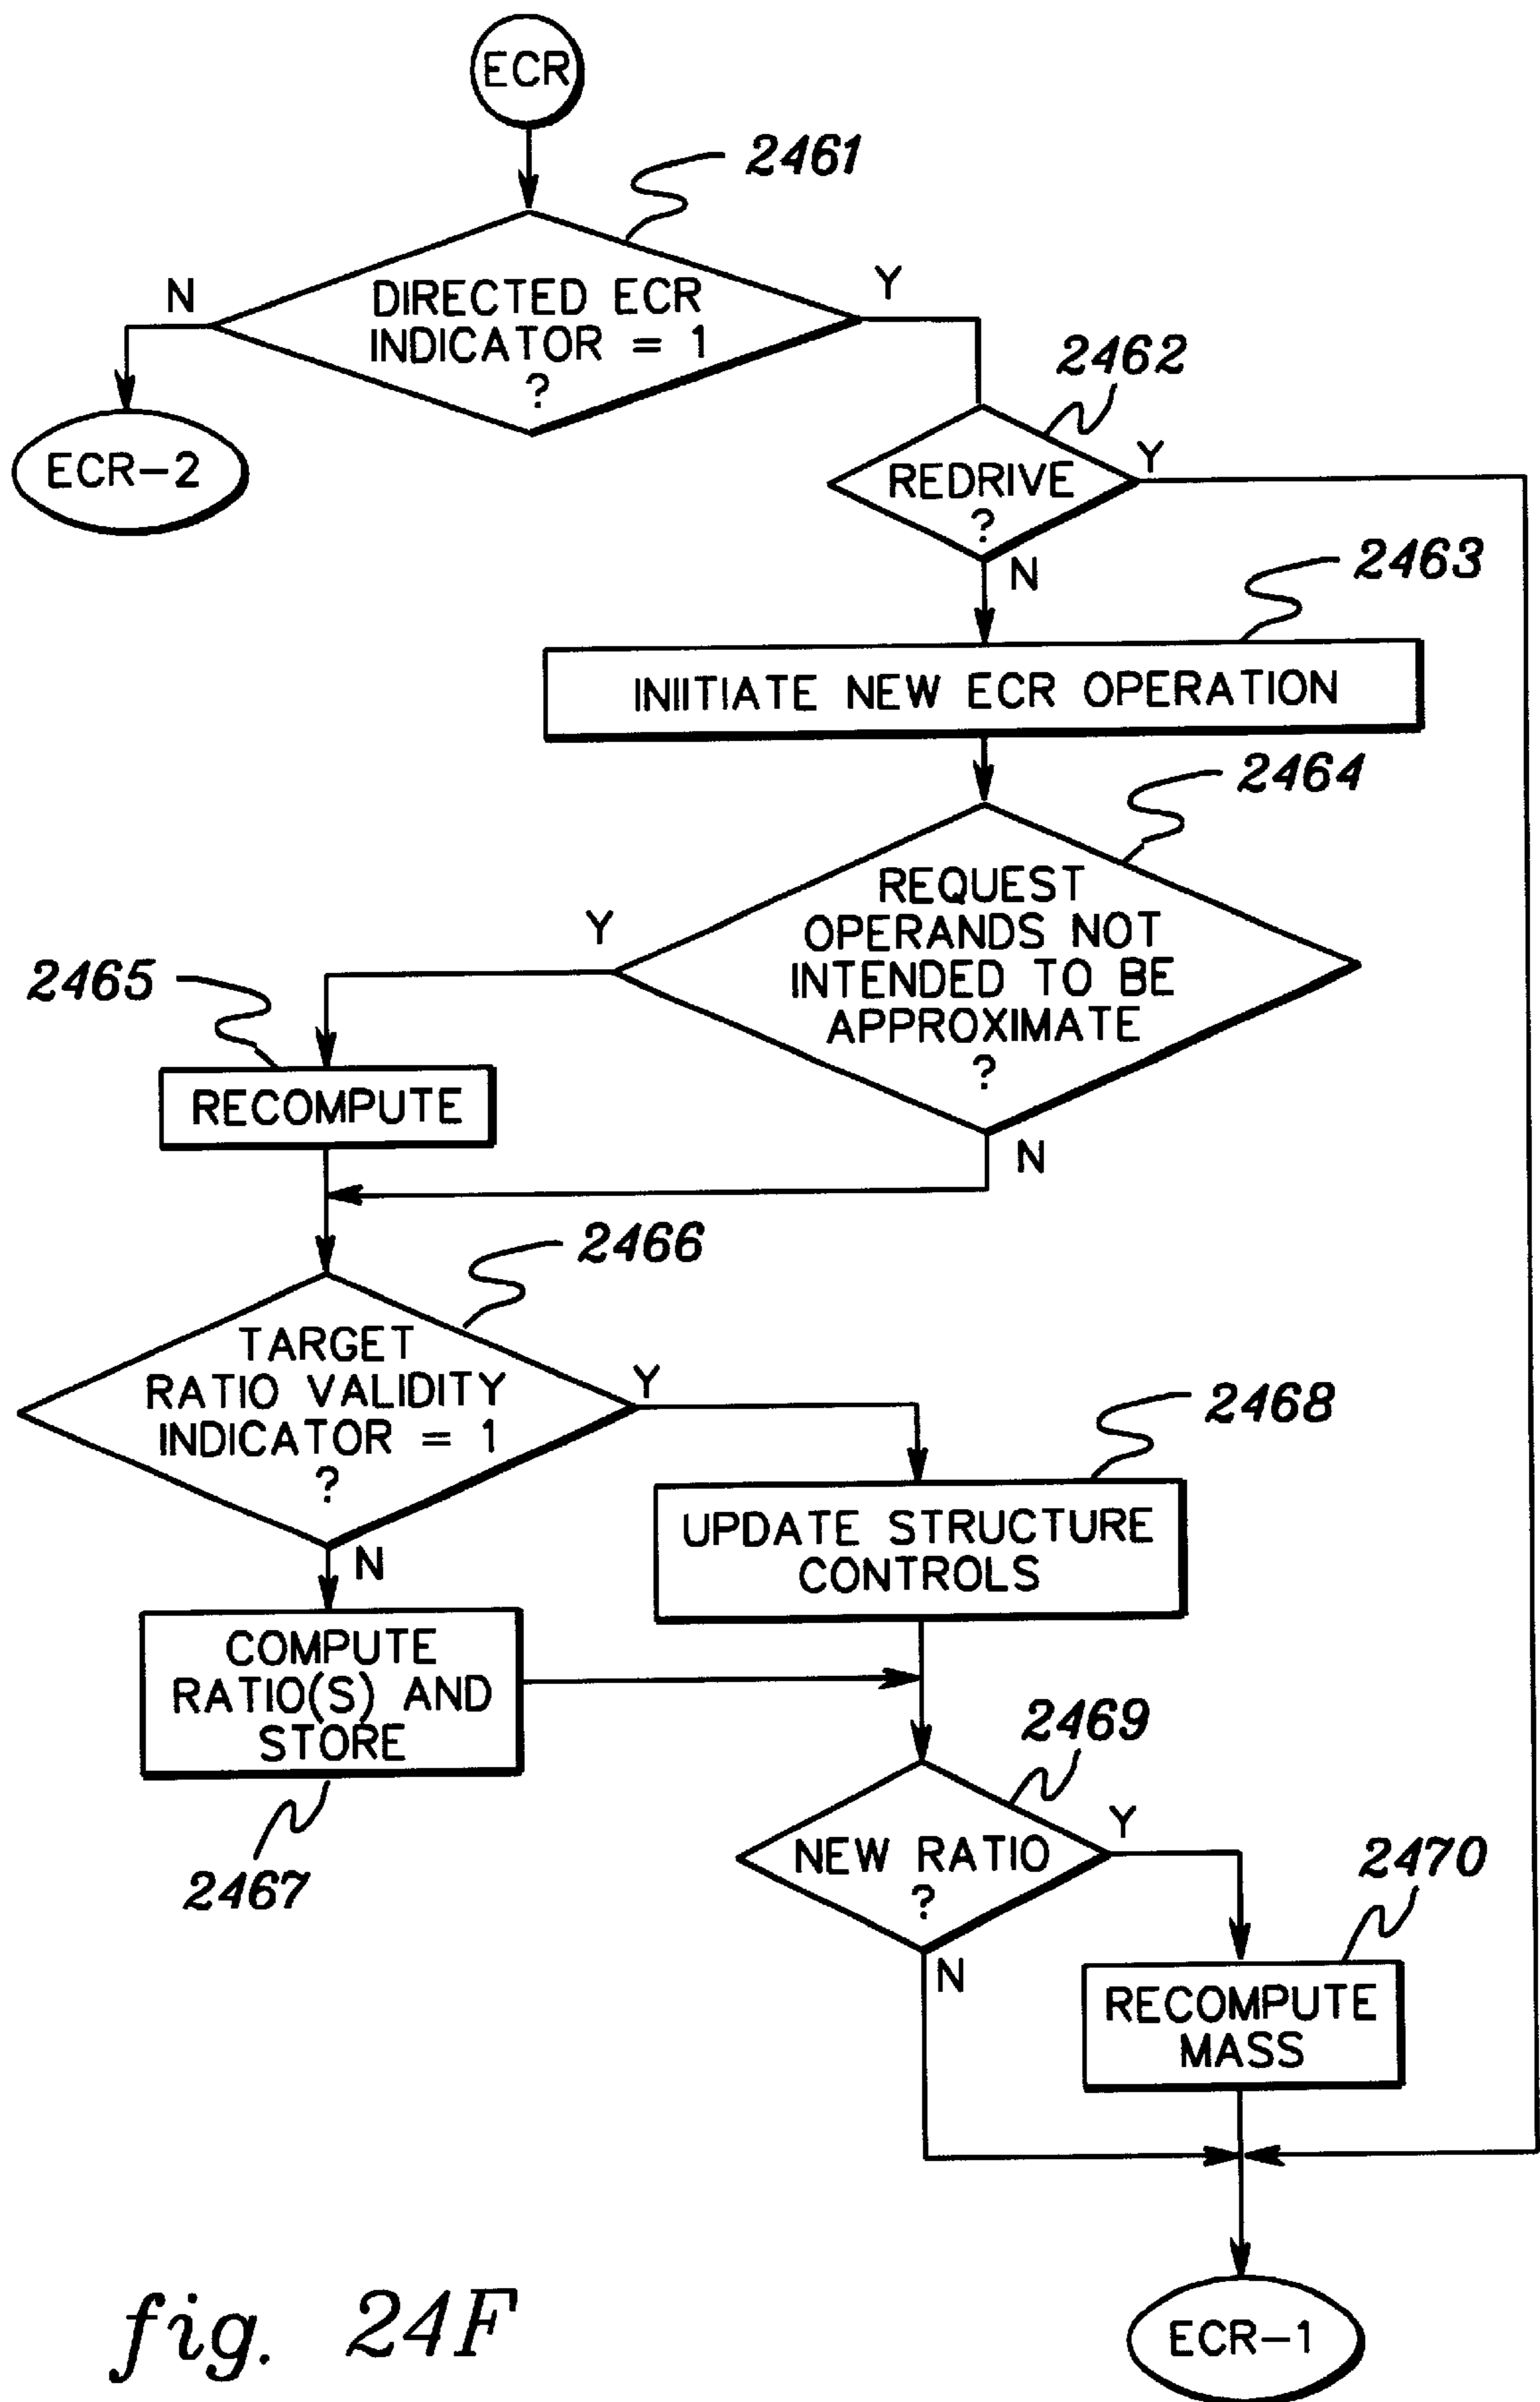 ECR
2461
N
Y
DIRECTED ECR
INDICATOR = 1
?
ECR-2
2462
Y
REDRIVE
?
N
2463
INIITIATE NEW ECR OPERATION
2464
REQUEST
OPERANDS NOT
INTENDED TO BE
APPROXIMATE
?
Y
2465
RECOMPUTE
N
2466
TARGET
RATIO VALIDITY
INDICATOR = 1
?
Y
2468
UPDATE STRUCTURE
CONTROLS
N
COMPUTE
RATIO(S) AND
STORE
2467
2469
NEW RATIO
?
Y
2470
N
RECOMPUTE
MASS
ECR-1
fig. 24F